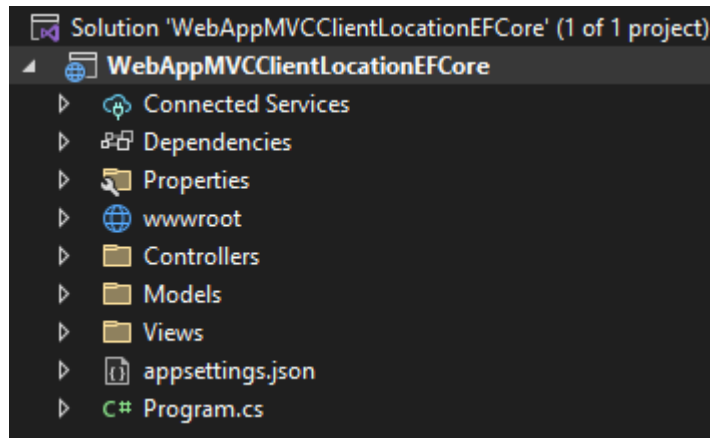 Solution 'WebAppMVCClientLocationEFCore' (1 of 1 project)
WebAppMVCClientLocationEFCore
Connected Services
Dependencies
Properties
wwwroot
Controllers
Models
Views
appsettings.json
C# Program.cs